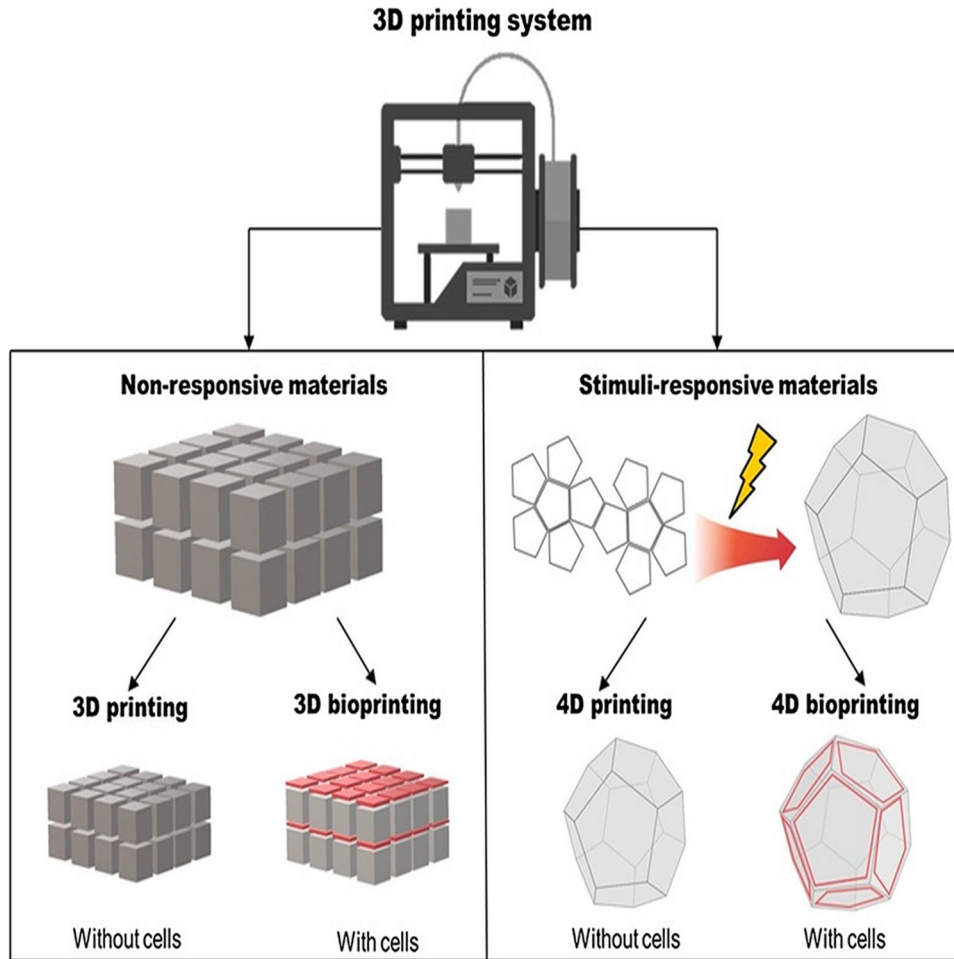 3D printing system
Non-responsive materials
Stimuli-responsive materials
3D printing
3D bioprinting
4D printing
4D bioprinting
Without cells
With cells
Without cells
With cells